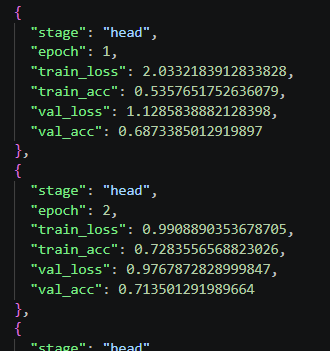 {
"stage": "head",
"epoch": 1,
"train_loss": 2.0332183912833828,
"train_acc": 0.5357651752636079,
"val_loss": 1.1285838882128398,
"val_acc": 0.6873385012919897
},
{
"stage": "head",
"epoch": 2,
"train_loss": 0.9908890353678705,
"train_acc": 0.7283556568823026,
"val_loss": 0.9767872828999847,
"val_acc": 0.713501291989664
},
{
"stage": "head"